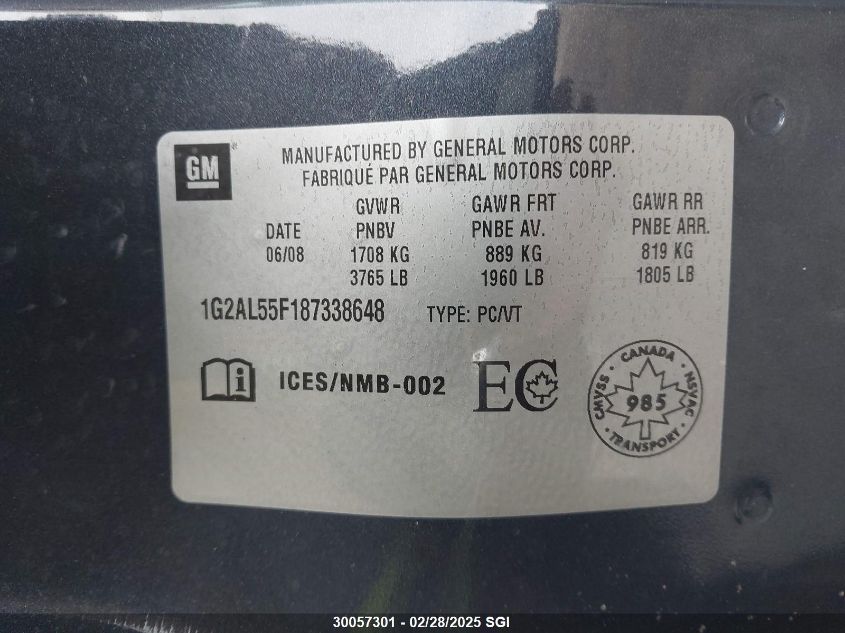 GM
MANUFACTURED BY GENERAL MOTORS CORP.
FABRIQUÉ PAR GENERAL MOTORS CORP.
GVWR GAWR FRT GAWR RR
DATE PNBV PNBE AV. PNBE ARR.
06/08 1708 KG 889 KG 819 KG
3765 LB 1960 LB 1805 LB
1G2AL55F187338648 TYPE: PC/VT
i ICES/NMB-002 EC
CANADA
CMVSS 985 NSVAC
TRANSPORT
30057301 - 02/28/2025 SGI